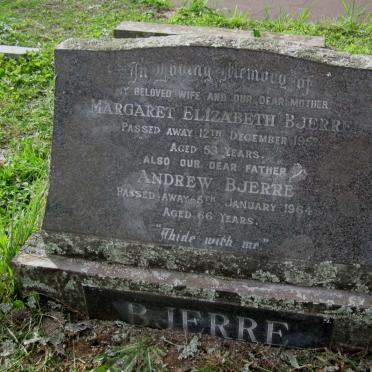 In Loving Memory of
MY BELOVED WIFE AND OUR DEAR MOTHER
MARGARET ELIZABETH BJERRE
PASSED AWAY 12TH DECEMBER
AGED 53 YEARS.
ALSO OUR DEAR FATHER
ANDREW BJERRE
PASSED AWAY 5TH JANUARY 1964
AGED 66 YEARS.
"Abide with me"
BJERRE